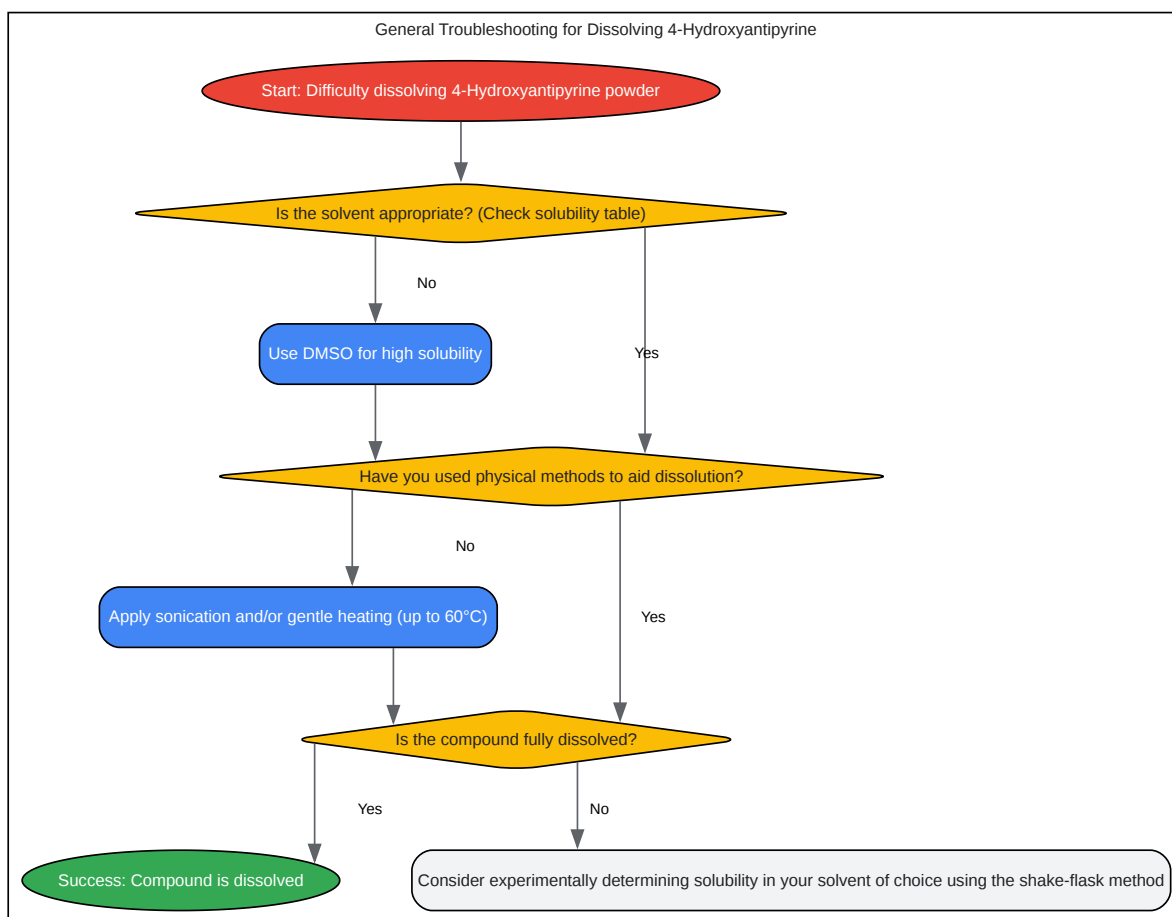 General Troubleshooting for Dissolving 4-Hydroxyantipyrine
Start: Difficulty dissolving 4-Hydroxyantipyrine powder
Is the solvent appropriate? (Check solubility table)
No
Use DMSO for high solubility
Yes
Have you used physical methods to aid dissolution?
No
Apply sonication and/or gentle heating (up to 60°C)
Yes
Is the compound fully dissolved?
Yes
No
Success: Compound is dissolved
Consider experimentally determining solubility in your solvent of choice using the shake-flask method